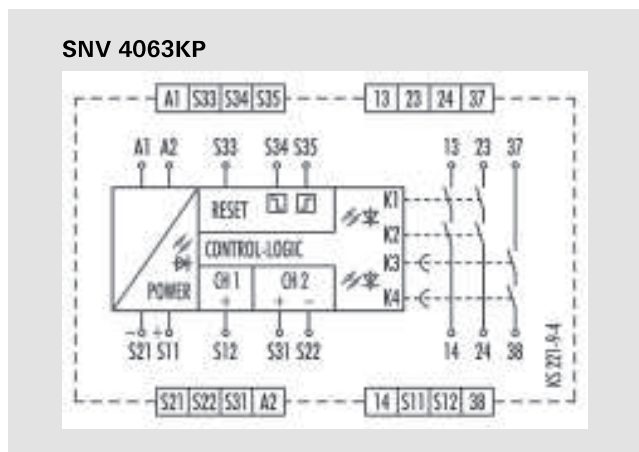 SNV 4063KP
A1 S33 S34 S35 13 23 24 37
A1 A2 S33 S34 S35 13 23 37
RESET K1
K2
CONTROL-LOGIC
K3
CH 1 CH 2
POWER + + − K4
− + 
S21 S11 S12 S31 S22 14 24 38
KS 221-9-4
S21 S22 S31 A2 14 S11 S12 38